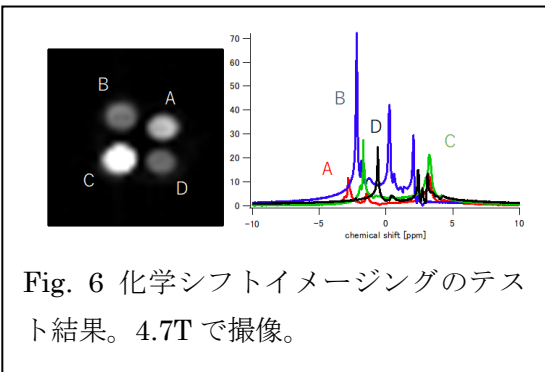 B
A
C
D
70
60
50
40
30
20
10
0
B
D
C
A
-10
-5
0
5
10
chemical shift [ppm]
Fig. 6 化学シフトイメージングのテス
ト結果。4.7T で撮像。